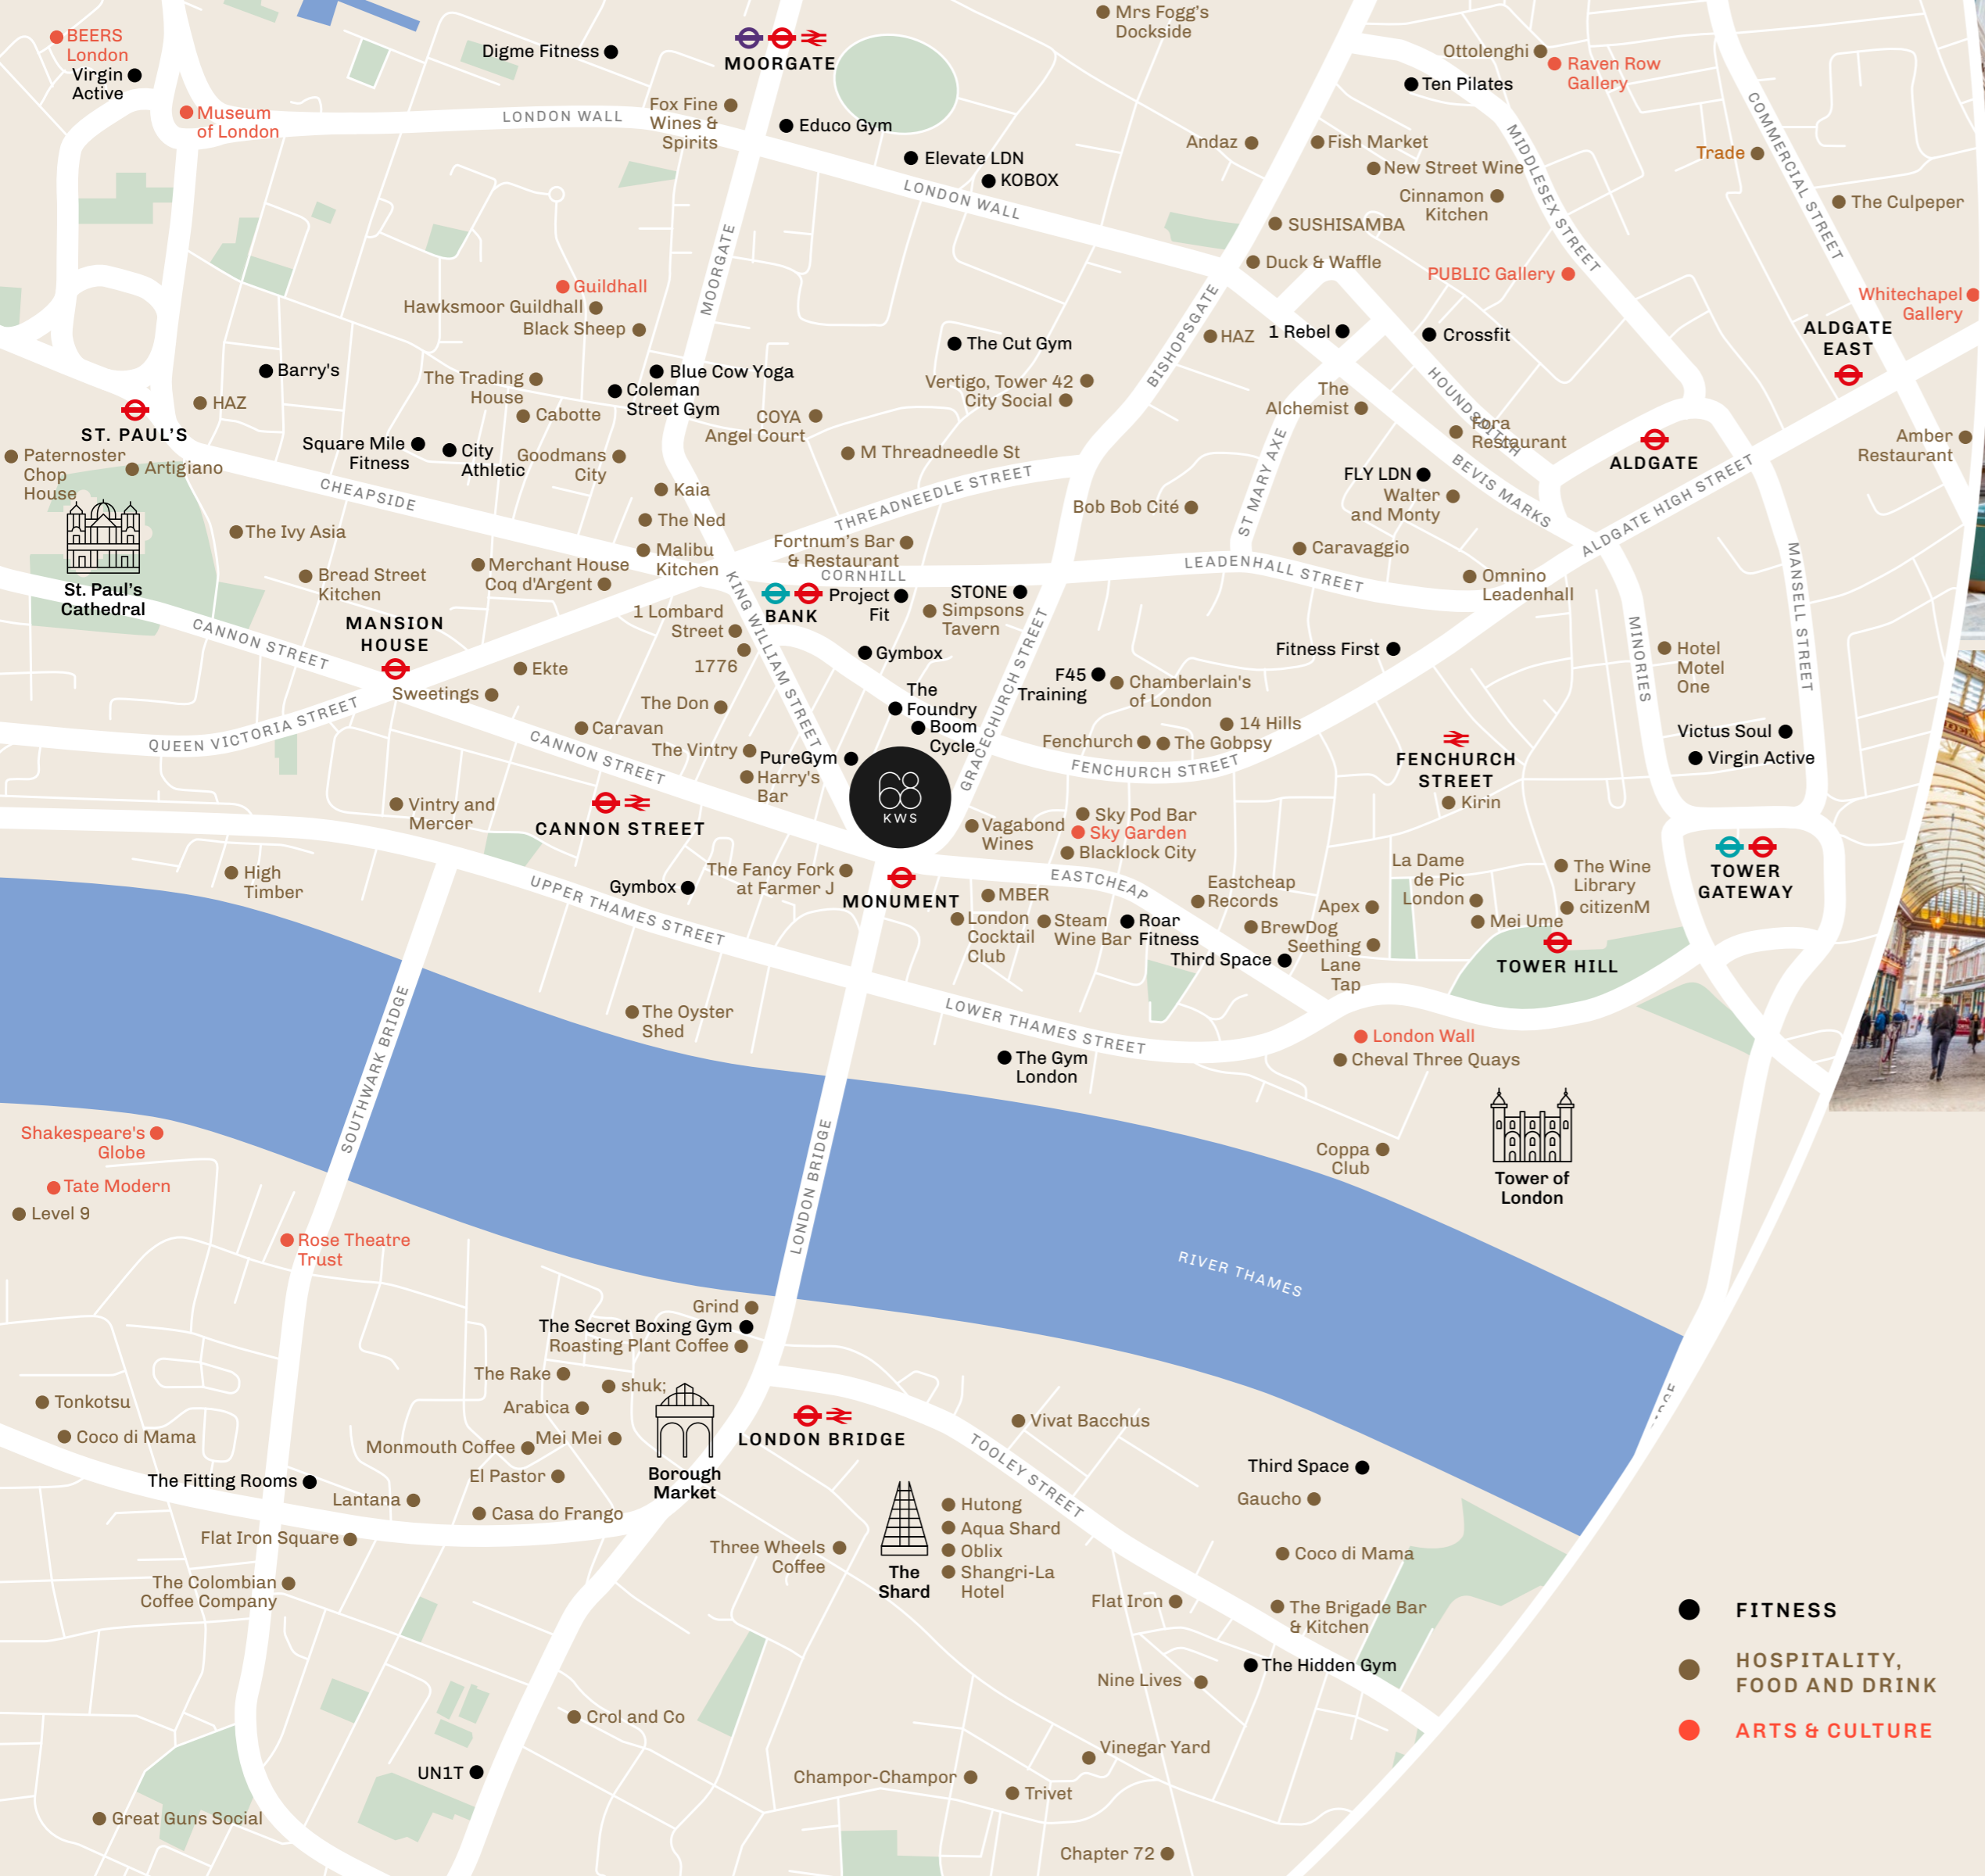 Mrs Fogg's
Dockside
BEERS
London
Virgin
Active
Digme Fitness
MOORGATE
Ottolenghi
Raven Row
Gallery
Ten Pilates
Museum
of London
LONDON WALL
Fox Fine
Wines &
Spirits
Educo Gym
Elevate LDN
KOBOX
LONDON WALL
Andaz
Fish Market
New Street Wine
Cinnamon
Kitchen
MIDDLESEX STREET
Trade
COMMERCIAL STREET
The Culpeper
SUSHISAMBA
Duck & Waffle
PUBLIC Gallery
Whitechapel
Gallery
MOORGATE
Guildhall
Hawksmoor Guildhall
Black Sheep
The Cut Gym
BISHOPSGATE
HAZ
1 Rebel
Crossfit
ALDGATE
EAST
Barry's
The Trading
House
Blue Cow Yoga
Coleman
Street Gym
Vertigo, Tower 42
City Social
The
Alchemist
HOUNDSDITCH
HAZ
ST. PAUL'S
Cabotte
COYA
Angel Court
Fora
Restaurant
ALDGATE
Amber
Restaurant
Paternoster
Chop
House
Artigiano
Square Mile
Fitness
City
Athletic
Goodmans
City
M Threadneedle St
ST MARY AXE
FLY LDN
Walter
and Monty
BEVIS MARKS
ALDGATE HIGH STREET
CHEAPSIDE
Kaia
THREADNEEDLE STREET
Bob Bob Cité
The Ned
The Ivy Asia
Malibu
Kitchen
Fortnum's Bar
& Restaurant
CORNHILL
Caravaggio
LEADENHALL STREET
Omnino
Leadenhall
MANSELL STREET
St. Paul's
Cathedral
Bread Street
Kitchen
Merchant House
Coq d'Argent
BANK
Project
Fit
STONE
Simpsons
Tavern
KING WILLIAM STREET
1 Lombard
Street
1776
MANSION
HOUSE
CANNON STREET
Ekte
Sweetings
Gymbox
GRACECHURCH STREET
Fitness First
MINORIES
Hotel
Motel
One
F45
Training
Chamberlain's
of London
The Don
The
Foundry
Boom
Cycle
14 Hills
Fenchurch
The Gobpsy
FENCHURCH STREET
FENCHURCH
STREET
Kirin
Victus Soul
Virgin Active
QUEEN VICTORIA STREET
Caravan
CANNON STREET
The Vintry
PureGym
Harry's
Bar
68
KWS
Vintry and
Mercer
CANNON STREET
Vagabond
Wines
Sky Pod Bar
Sky Garden
Blacklock City
EASTCHEAP
TOWER
GATEWAY
High
Timber
The Fancy Fork
at Farmer J
Gymbox
UPPER THAMES STREET
MONUMENT
MBER
London
Cocktail
Club
Steam
Wine Bar
Roar
Fitness
Eastcheap
Records
BrewDog
Third Space
Apex
Seething
Lane
Tap
La Dame
de Pic
London
Mei Ume
The Wine
Library
citizenM
TOWER HILL
The Oyster
Shed
LOWER THAMES STREET
The Gym
London
London Wall
Cheval Three Quays
SOUTHWARK BRIDGE
LONDON BRIDGE
Coppa
Club
Tower of
London
RIVER THAMES
Shakespeare's
Globe
Tate Modern
Level 9
Rose Theatre
Trust
Grind
The Secret Boxing Gym
Roasting Plant Coffee
The Rake
shuk;
Arabica
Mei Mei
Monmouth Coffee
El Pastor
Borough
Market
LONDON BRIDGE
Vivat Bacchus
TOOLEY STREET
Tonkotsu
Coco di Mama
The Fitting Rooms
Lantana
Casa do Frango
Flat Iron Square
Three Wheels
Coffee
The
Shard
Hutong
Aqua Shard
Oblix
Shangri-La
Hotel
Third Space
Gaucho
Coco di Mama
The Colombian
Coffee Company
Flat Iron
The Brigade Bar
& Kitchen
The Hidden Gym
Nine Lives
Crol and Co
Vinegar Yard
UN1T
Champor-Champor
Trivet
Great Guns Social
Chapter 72
FITNESS
HOSPITALITY,
FOOD AND DRINK
ARTS & CULTURE